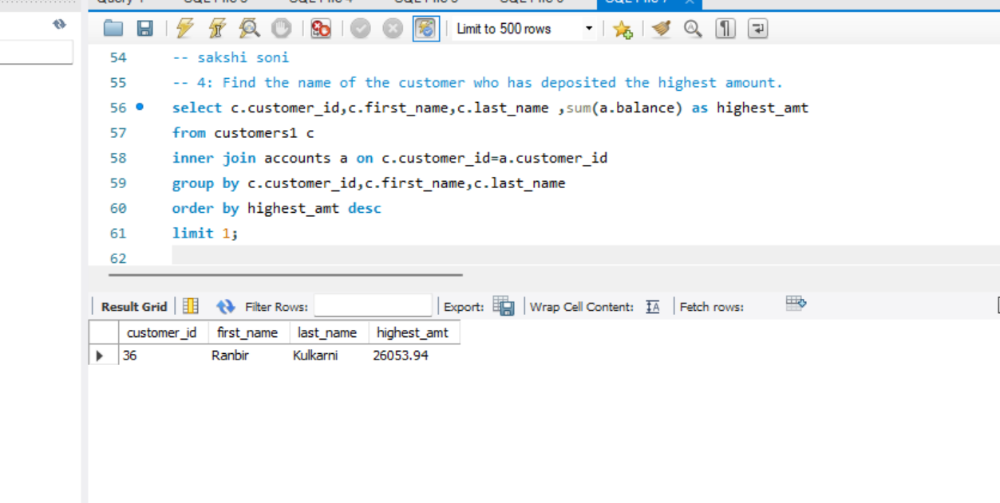 Limit to 500 rows
54 -- sakshi soni
55 -- 4: Find the name of the customer who has deposited the highest amount.
56 select c.customer_id,c.first_name,c.last_name ,sum(a.balance) as highest_amt
57 from customers1 c
58 inner join accounts a on c.customer_id=a.customer_id
59 group by c.customer_id,c.first_name,c.last_name
60 order by highest_amt desc
61 limit 1;
62
Result Grid Filter Rows: Export: Wrap Cell Content: Fetch rows:
customer_id first_name last_name highest_amt
36 Ranbir Kulkarni 26053.94